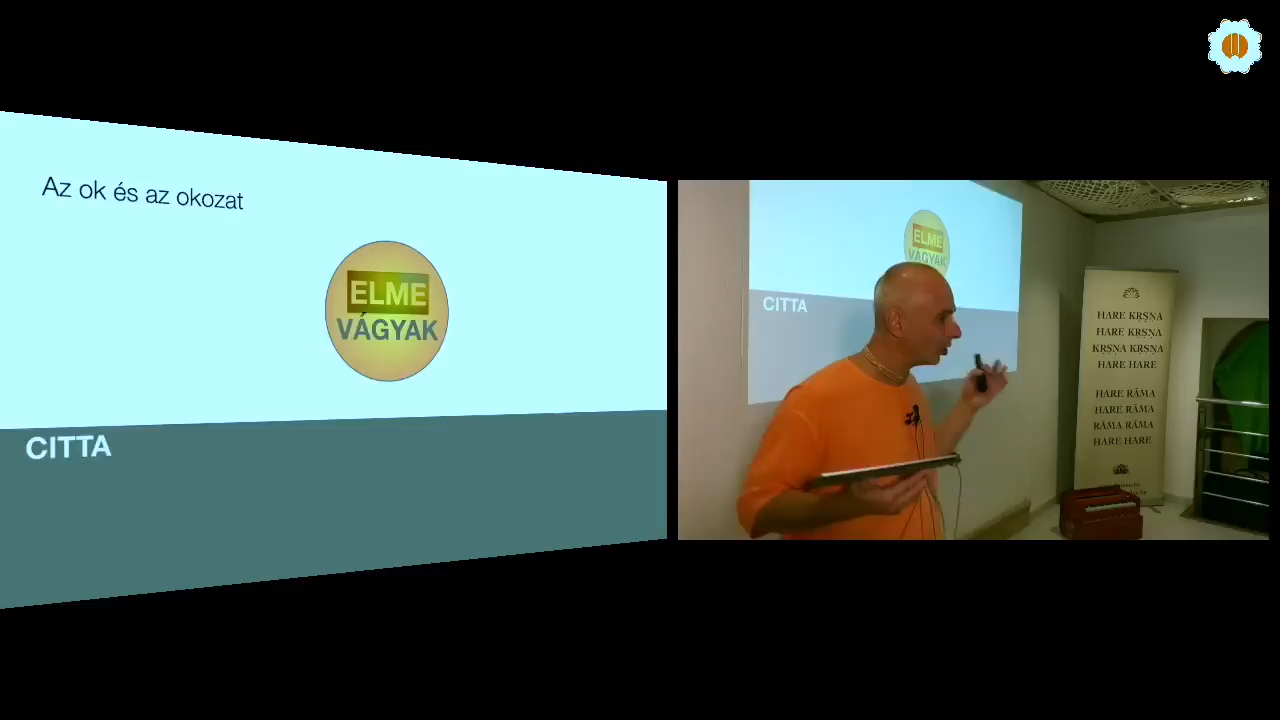 Az ok és az okozat
ELME
VÁGYAK
CITTA
ELME
VÁGYAK
CITTA
HARE KṚṢṆA
HARE KṚṢṆA
KṚṢṆA KṚṢṆA
HARE HARE
HARE RĀMA
HARE RĀMA
RĀMA RĀMA
HARE HARE